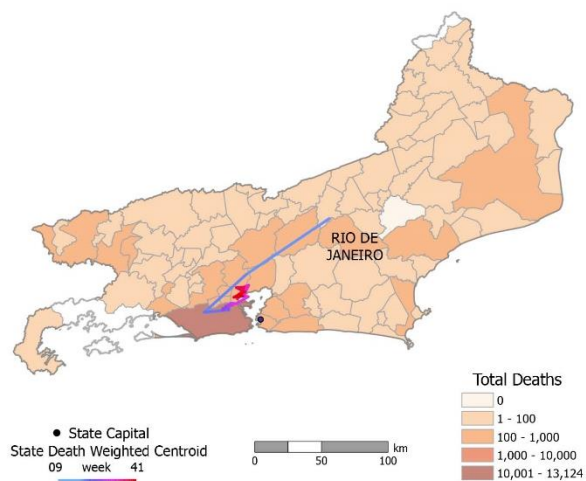 RIO DE
JANEIRO
Total Deaths
0
1 - 100
100 - 1,000
1,000 - 10,000
10,001 - 13,124
State Capital
State Death Weighted Centroid
09 week 41
km
0 50 100